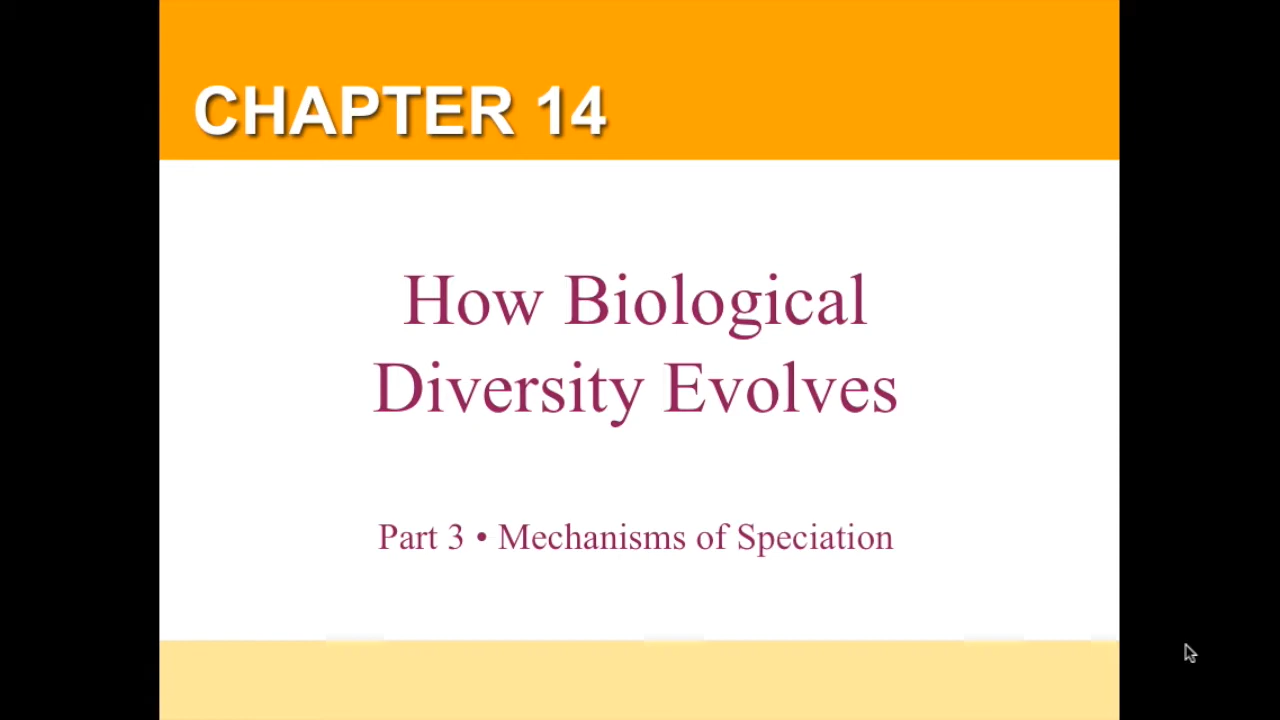 CHAPTER 14
How Biological
Diversity Evolves
Part 3 • Mechanisms of Speciation